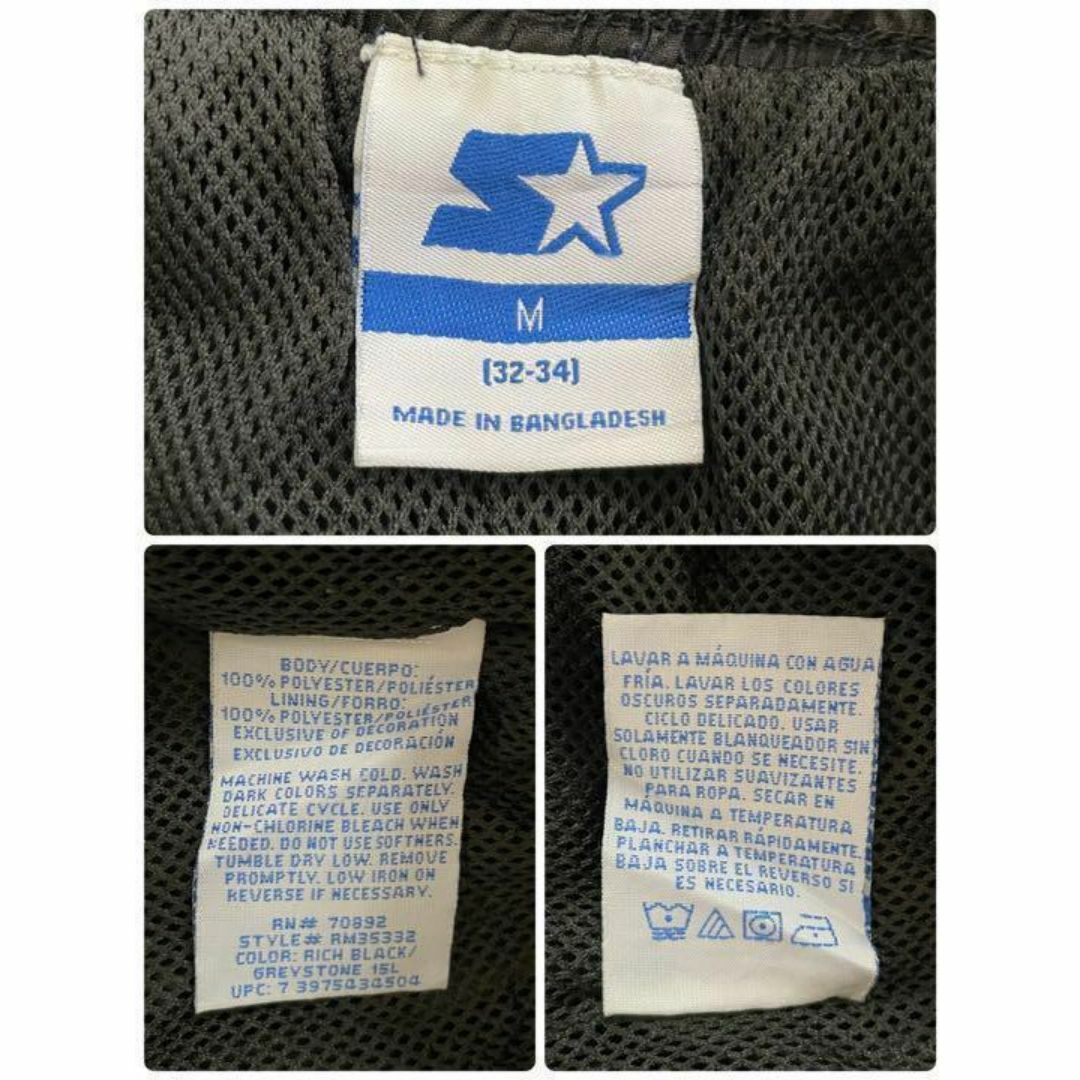 M
(32-34)
MADE IN BANGLADESH
BODY/CUERPO:
100% POLYESTER/POLIÉSTER
LINING/FORRO:
100% POLYESTER/POLIÉSTER
EXCLUSIVE OF DECORATION
EXCLUSIVO DE DECORACIÓN
MACHINE WASH COLD. WASH
DARK COLORS SEPARATELY.
DELICATE CYCLE. USE ONLY
NON-CHLORINE BLEACH WHEN
NEEDED. DO NOT USE SOFTNERS.
TUMBLE DRY LOW. REMOVE
PROMPTLY. LOW IRON ON
REVERSE IF NECESSARY.
RN# 70892
STYLE# RM35332
COLOR: RICH BLACK/
GREYSTONE 15L
UPC: 7 3975434504
LAVAR A MÁQUINA CON AGUA
FRÍA. LAVAR LOS COLORES
OSCUROS SEPARADAMENTE.
CICLO DELICADO. USAR
SOLAMENTE BLANQUEADOR SIN
CLORO CUANDO SE NECESITE.
NO UTILIZAR SUAVIZANTES
PARA ROPA. SECAR EN
MÁQUINA A TEMPERATURA
BAJA. RETIRAR RÁPIDAMENTE.
PLANCHAR A TEMPERATURA
BAJA SOBRE EL REVERSO SI
ES NECESARIO.